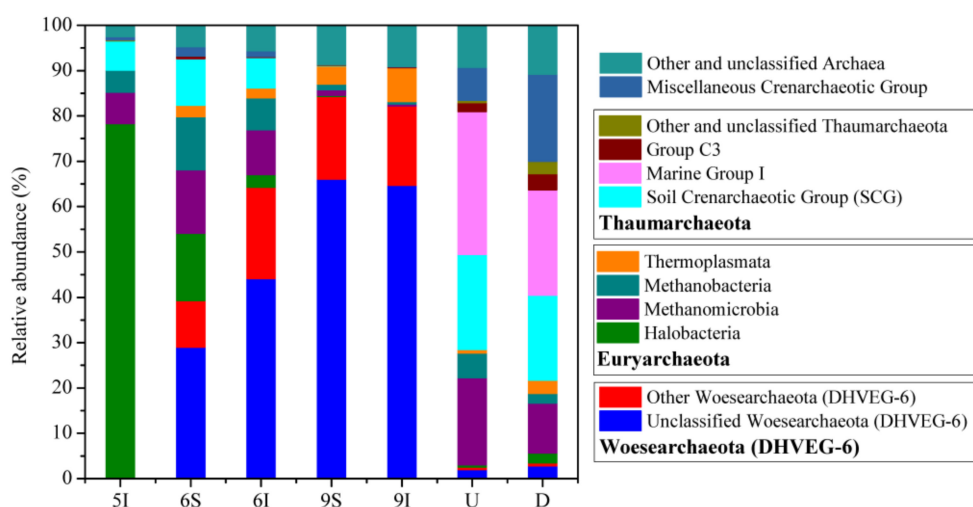 Relative abundance (%)
100
90
80
70
60
50
40
30
20
10
0
5I 6S 6I 9S 9I U D
Other and unclassified Archaea
Miscellaneous Crenarchaeotic Group
Other and unclassified Thaumarchaeota
Group C3
Marine Group I
Soil Crenarchaeotic Group (SCG)
Thaumarchaeota
Thermoplasmata
Methanobacteria
Methanomicrobia
Halobacteria
Euryarchaeota
Other Woesearchaeota (DHVEG-6)
Unclassified Woesearchaeota (DHVEG-6)
Woesearchaeota (DHVEG-6)